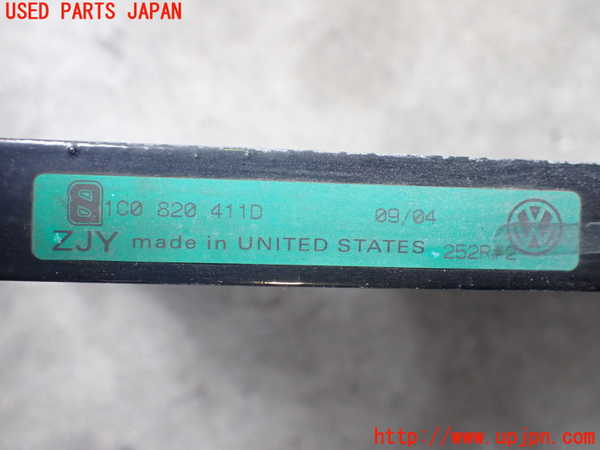 USED PARTS JAPAN
1C0 820 411D 09/04
ZJY made in UNITED STATES 252R#2
http://www.upjpn.com